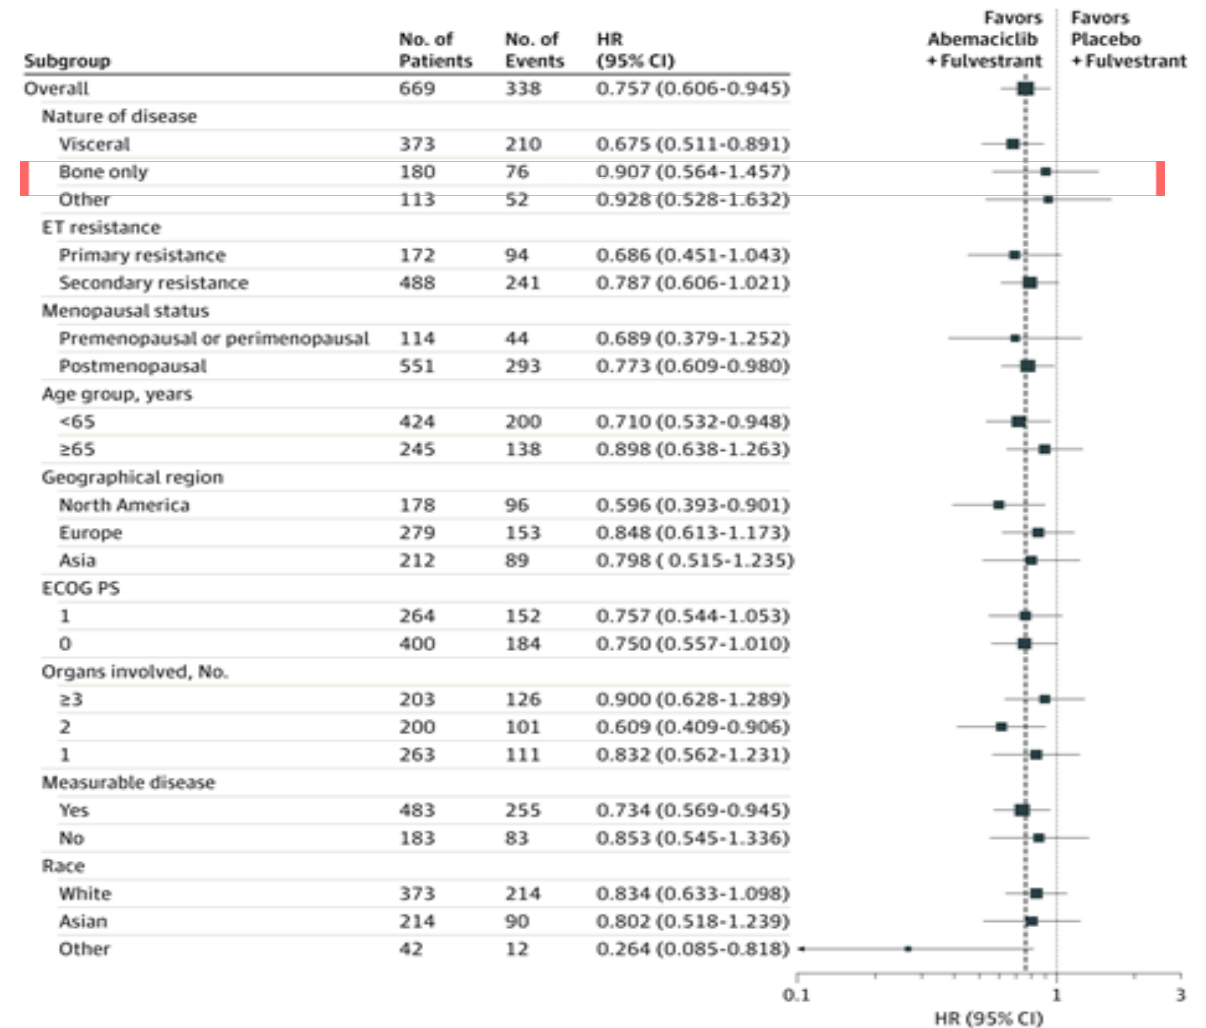 Favors Favors
No. of No. of HR Abemaciclib Placebo
Subgroup Patients Events (95% CI) + Fulvestrant + Fulvestrant
Overall 669 338 0.757 (0.606-0.945)
Nature of disease
Visceral 373 210 0.675 (0.511-0.891)
Bone only 180 76 0.907 (0.564-1.457)
Other 113 52 0.928 (0.528-1.632)
ET resistance
Primary resistance 172 94 0.686 (0.451-1.043)
Secondary resistance 488 241 0.787 (0.606-1.021)
Menopausal status
Premenopausal or perimenopausal 114 44 0.689 (0.379-1.252)
Postmenopausal 551 293 0.773 (0.609-0.980)
Age group, years
<65 424 200 0.710 (0.532-0.948)
≥65 245 138 0.898 (0.638-1.263)
Geographical region
North America 178 96 0.596 (0.393-0.901)
Europe 279 153 0.848 (0.613-1.173)
Asia 212 89 0.798 ( 0.515-1.235)
ECOG PS
1 264 152 0.757 (0.544-1.053)
0 400 184 0.750 (0.557-1.010)
Organs involved, No.
≥3 203 126 0.900 (0.628-1.289)
2 200 101 0.609 (0.409-0.906)
1 263 111 0.832 (0.562-1.231)
Measurable disease
Yes 483 255 0.734 (0.569-0.945)
No 183 83 0.853 (0.545-1.336)
Race
White 373 214 0.834 (0.633-1.098)
Asian 214 90 0.802 (0.518-1.239)
Other 42 12 0.264 (0.085-0.818)
0.1 1 3
HR (95% CI)